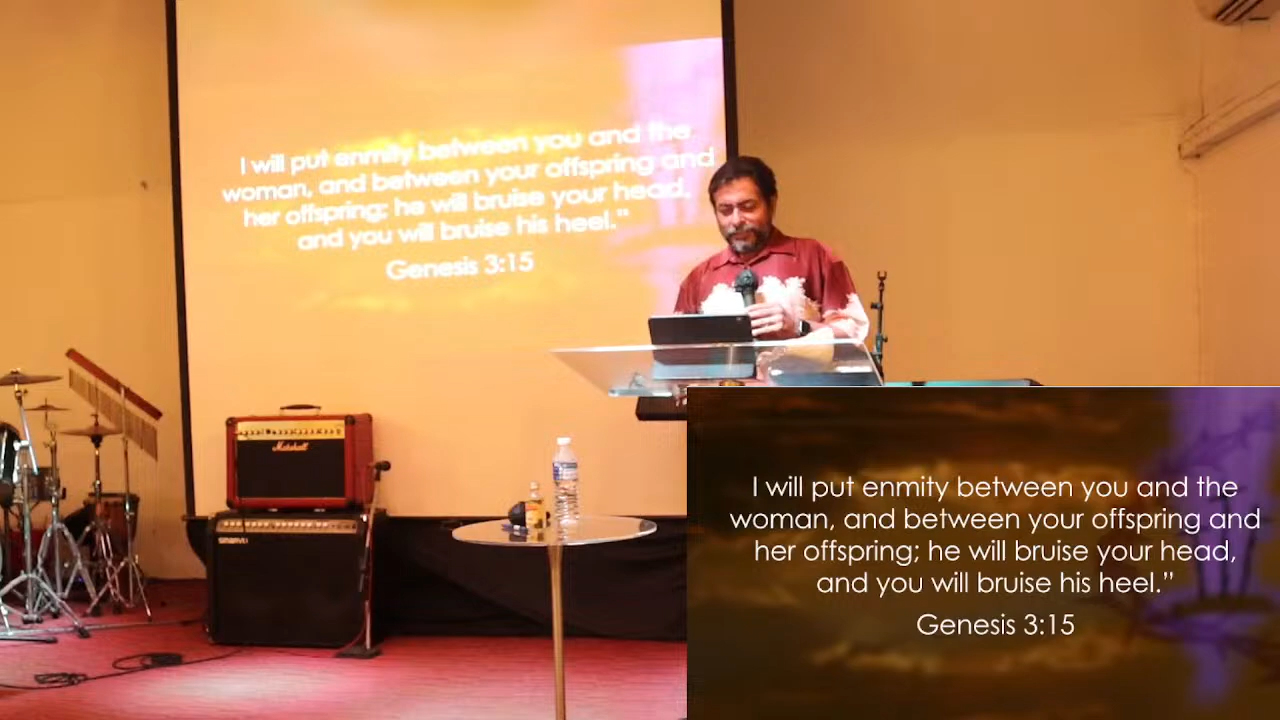 I will put enmity between you and the
woman, and between your offspring and
her offspring; he will bruise your head,
and you will bruise his heel.”
Genesis 3:15
Marshall
I will put enmity between you and the
woman, and between your offspring and
her offspring; he will bruise your head,
and you will bruise his heel.”
Genesis 3:15